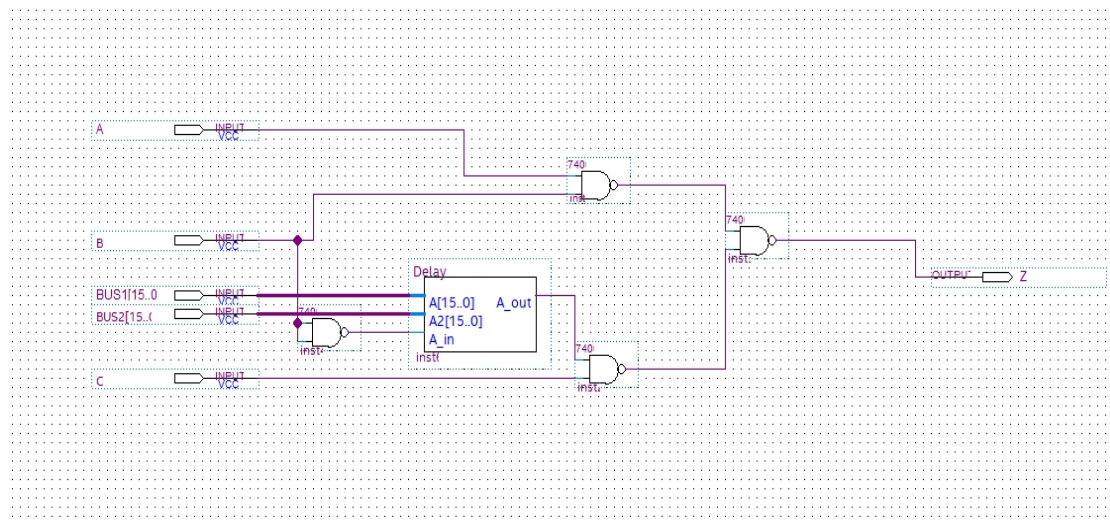 A
INPUT
VCC
740
inst
B
INPUT
VCC
740
inst
OUTPUT
Z
Delay
BUS1[15..0
INPUT
VCC
A[15..0]
A_out
BUS2[15..(
INPUT
VCC
A2[15..0]
740
inst
A_in
inst(
740
inst
C
INPUT
VCC